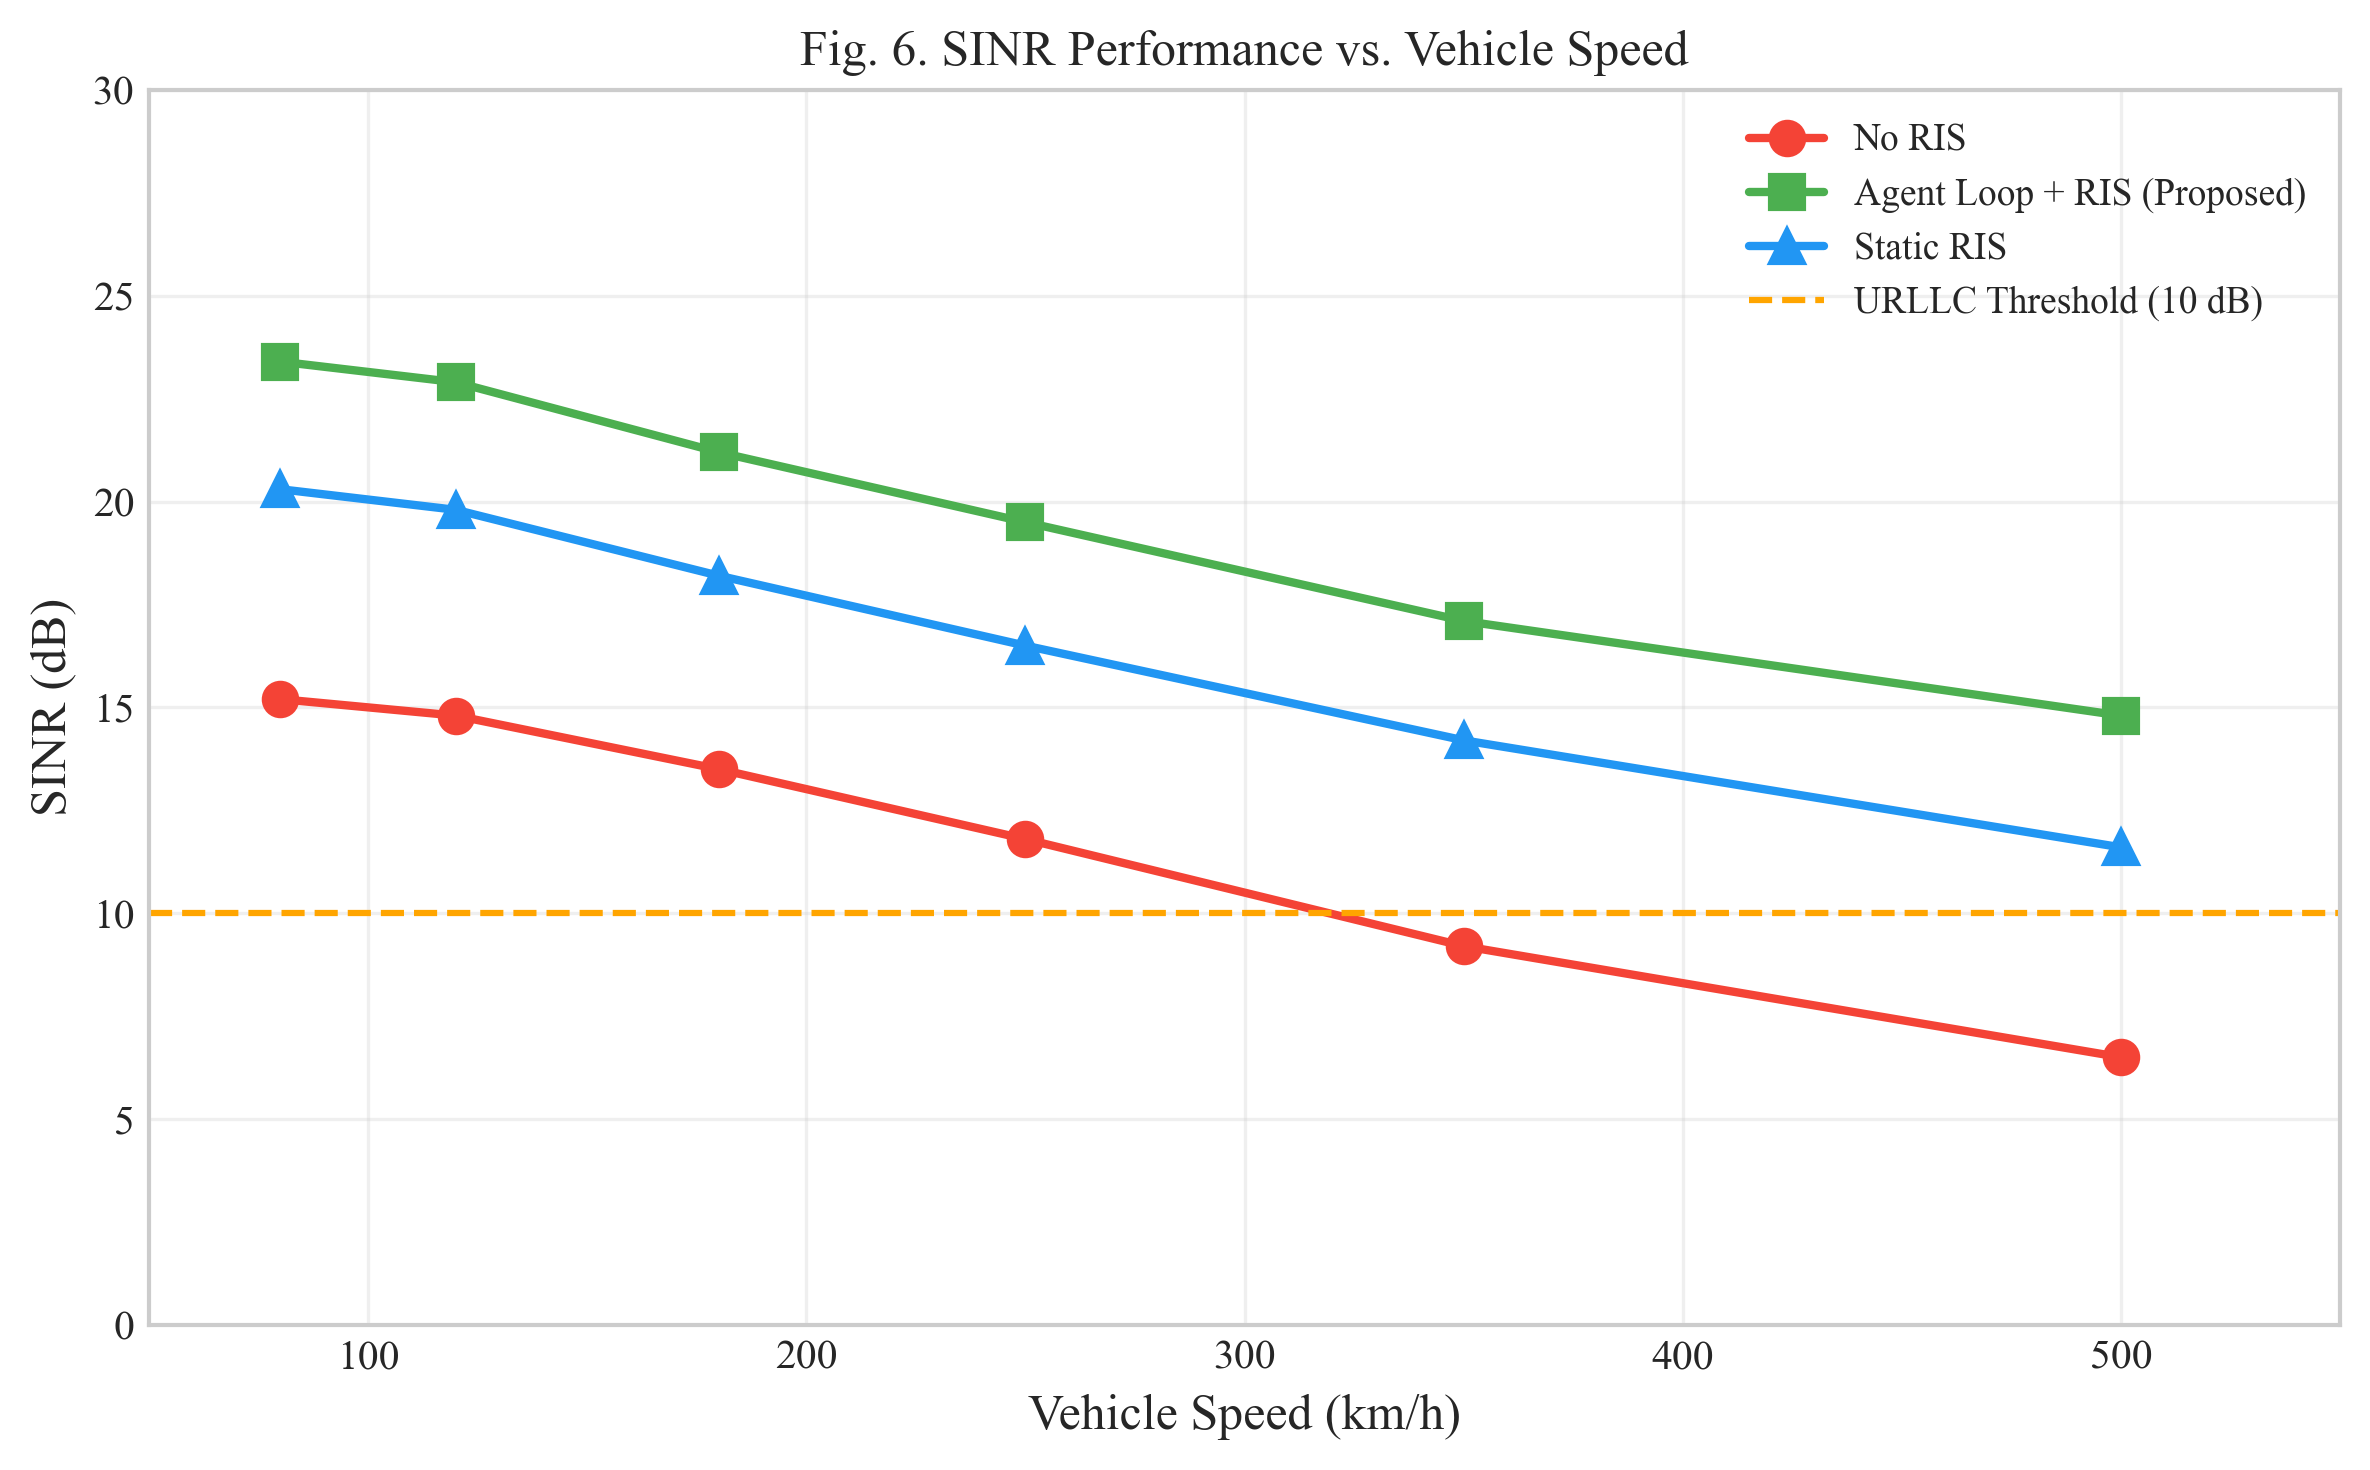 Fig. 6. SINR Performance vs. Vehicle Speed
30
25
20
15
10
5
0
SINR (dB)
No RIS
Agent Loop + RIS (Proposed)
Static RIS
URLLC Threshold (10 dB)
100 200 300 400 500
Vehicle Speed (km/h)